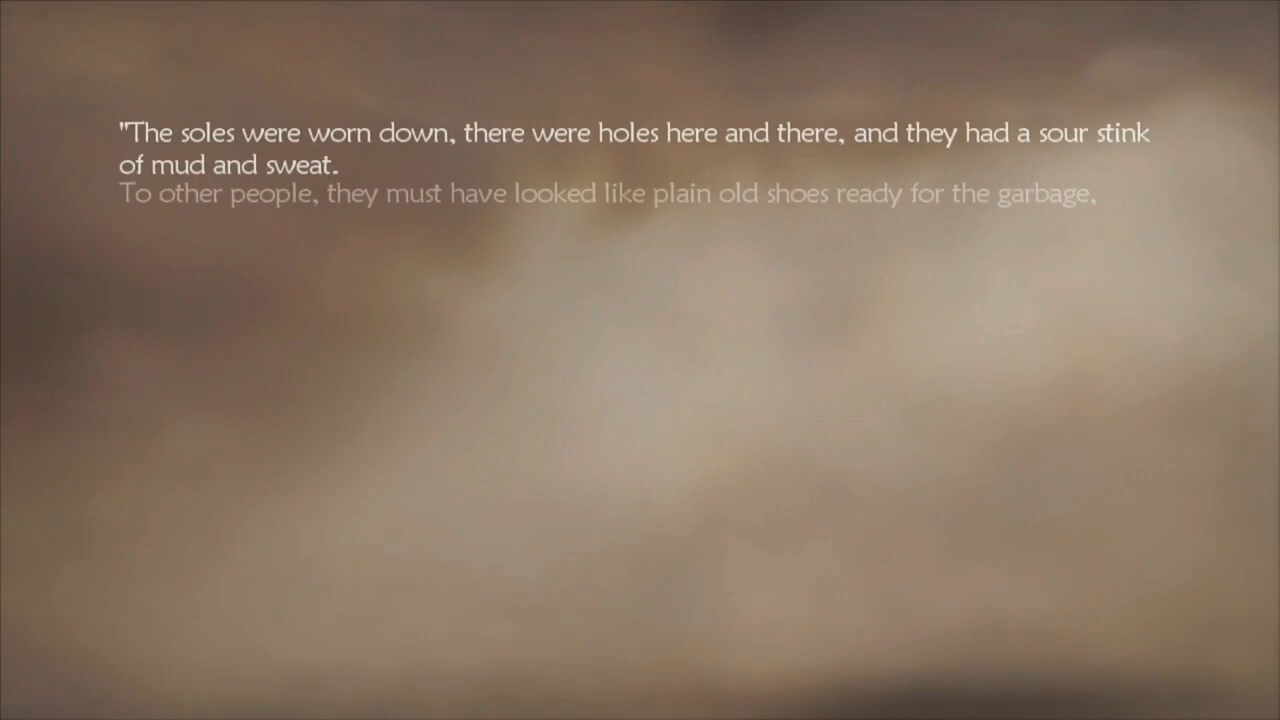 "The soles were worn down, there were holes here and there, and they had a sour stink
of mud and sweat.
To other people, they must have looked like plain old shoes ready for the garbage,